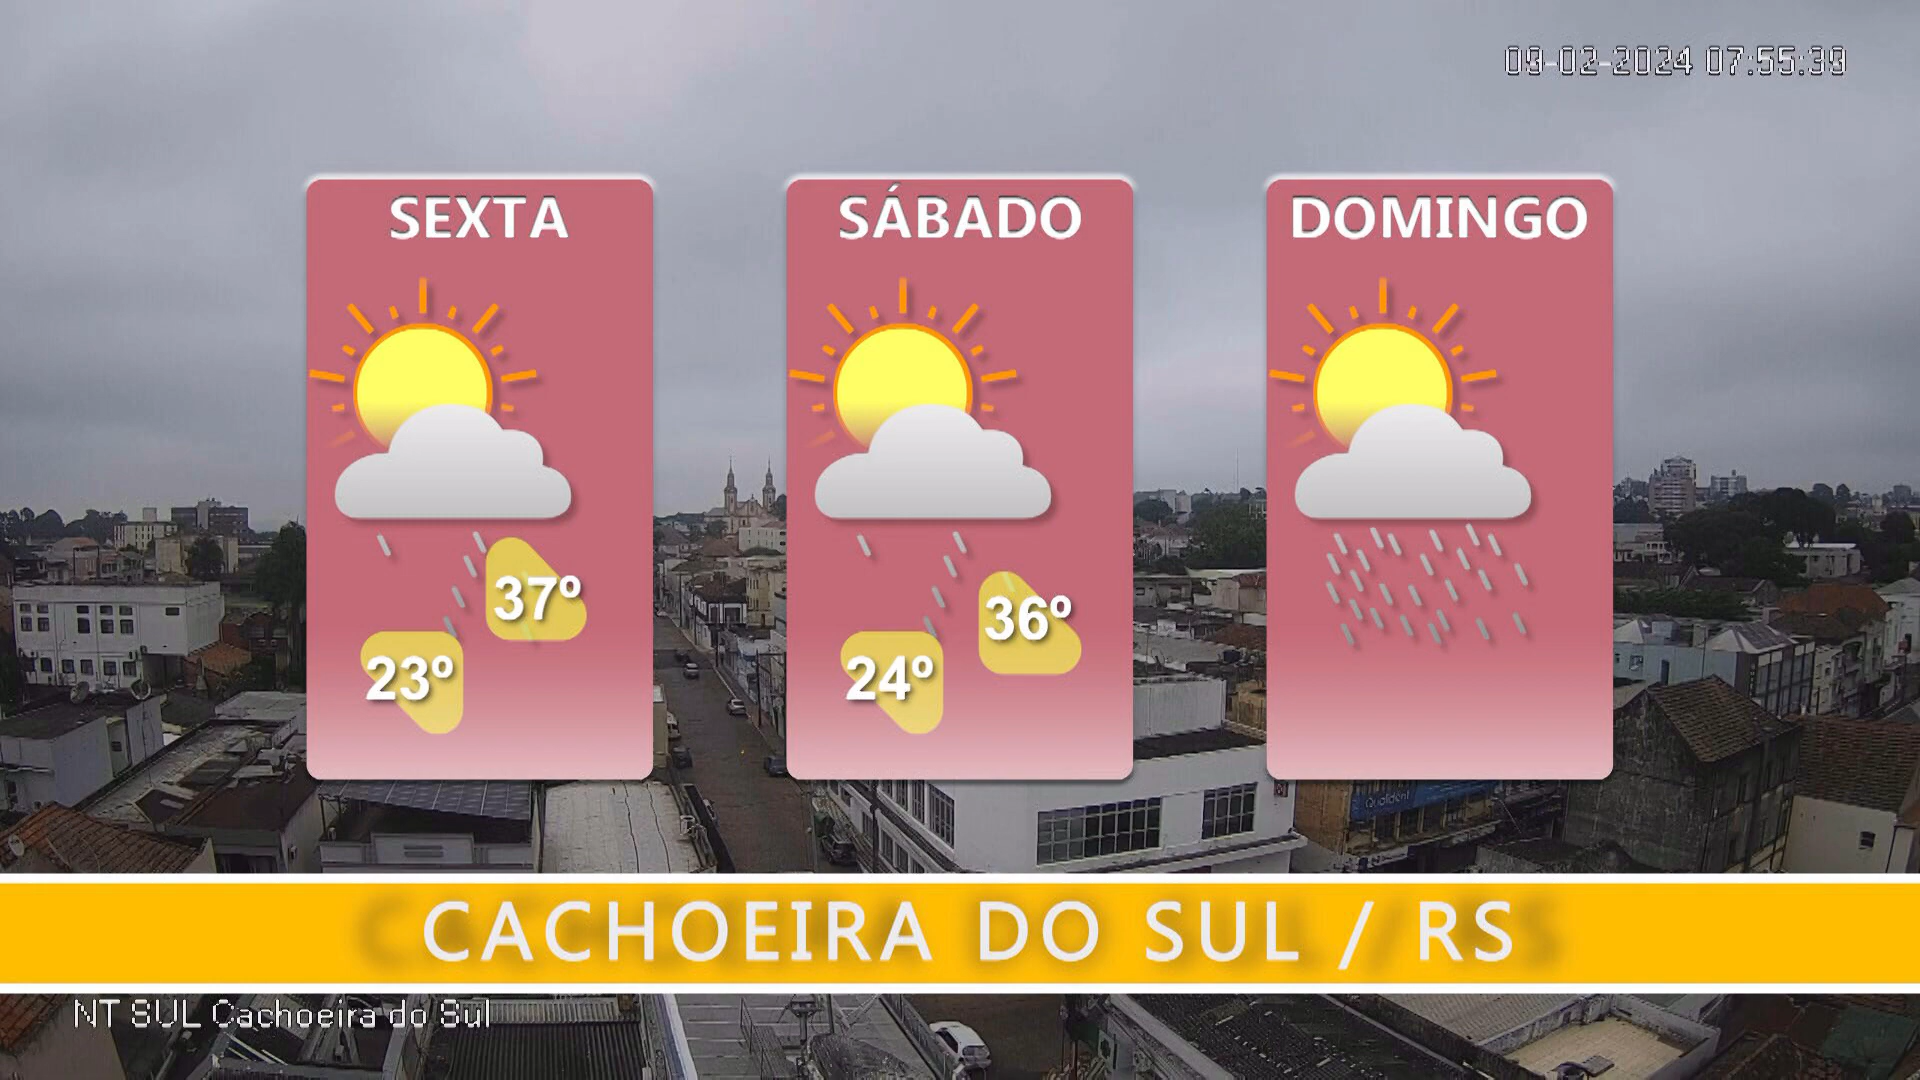 09-02-2024 07:55:39
SEXTA
SÁBADO
DOMINGO
37º
23º
36º
24º
Qualident
CACHOEIRA DO SUL / RS
NT SUL Cachoeira do Sul